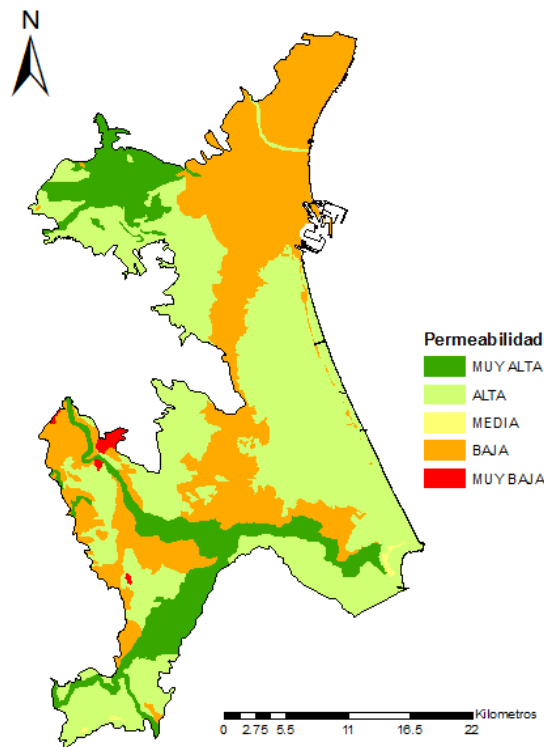 N
Permeabilidad
MUY ALTA
ALTA
MEDIA
BAJA
MUY BAJA
Kilometros
0 2.75 5.5 11 16.5 22